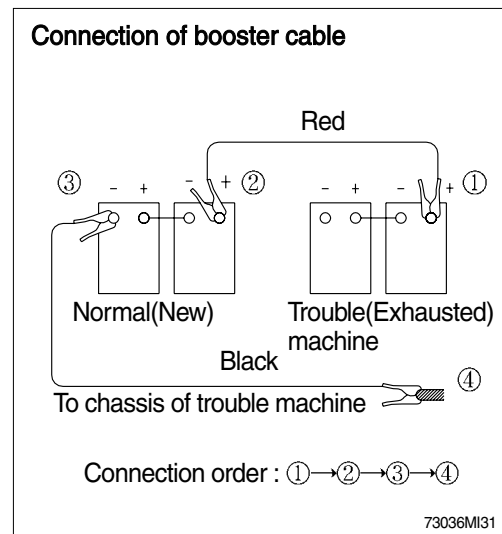 Connection of booster cable
Red
③ - + - + ② - + - + ①
Normal(New) Trouble(Exhausted)
machine
Black
④
To chassis of trouble machine
Connection order : ①→②→③→④
73036MI31